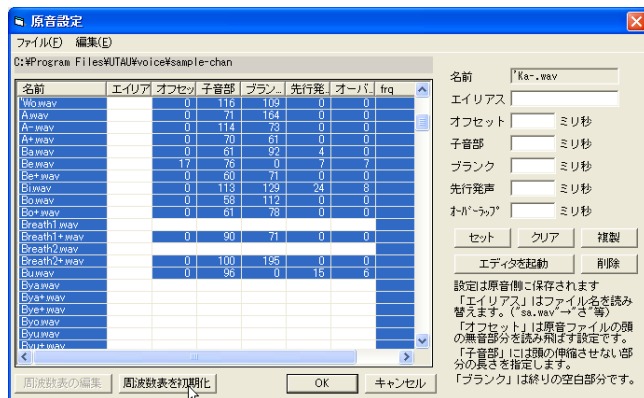 原音設定
ファイル(F) 編集(E)
C:¥Program Files¥UTAU¥voice¥sample-chan
名前 エイリア オフセッ 子音部 ブラン... 先行発.. オーバ.. frq
'Wo.wav 0 116 109 0 0
A.wav 0 71 164 0 0
A-.wav 0 114 73 0 0
A+.wav 0 70 61 0 0
Ba.wav 0 61 92 4 0
Be.wav 17 76 0 7 7
Be+.wav 0 60 71 0 0
Bi.wav 0 113 129 24 8
Bo.wav 0 58 112 0 0
Bo+.wav 0 61 78 0 0
Breath1.wav
Breath1+.wav 0 90 71 0 0
Breath2.wav
Breath2+.wav 0 100 195 0 0
Bu.wav 0 96 0 15 6
Bya.wav
Bya+.wav
Bye+.wav
Byo.wav
Byu.wav
Byu+.wav
周波数表の編集 周波数表を初期化 OK キャンセル
名前 'Ka-.wav
エイリアス
オフセット ミリ秒
子音部 ミリ秒
ブランク ミリ秒
先行発声 ミリ秒
オーバーラップ ミリ秒
セット クリア 複製
エディタを起動 削除
設定は原音側に保存されます
「エイリアス」はファイル名を読み
替えます。("sa.wav"→"さ"等)
「オフセット」は原音ファイルの頭
の無音部分を読み飛ばす設定です。
「子音部」には頭の伸縮させない部
分の長さを指定します。
「ブランク」は終りの空白部分です。